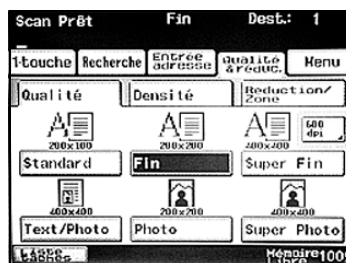 Scan Prêt Fin Dest.: 1
1-touche Recherche Entrée adresse Qualité & réduc. Menu
Qualité Densité Reduction/ Zone
200x100 200x200 400x400 600 dpi
Standard Fin Super Fin
400x400 200x200 400x400
Text/Photo Photo Super Photo
Mémoire Libre 100